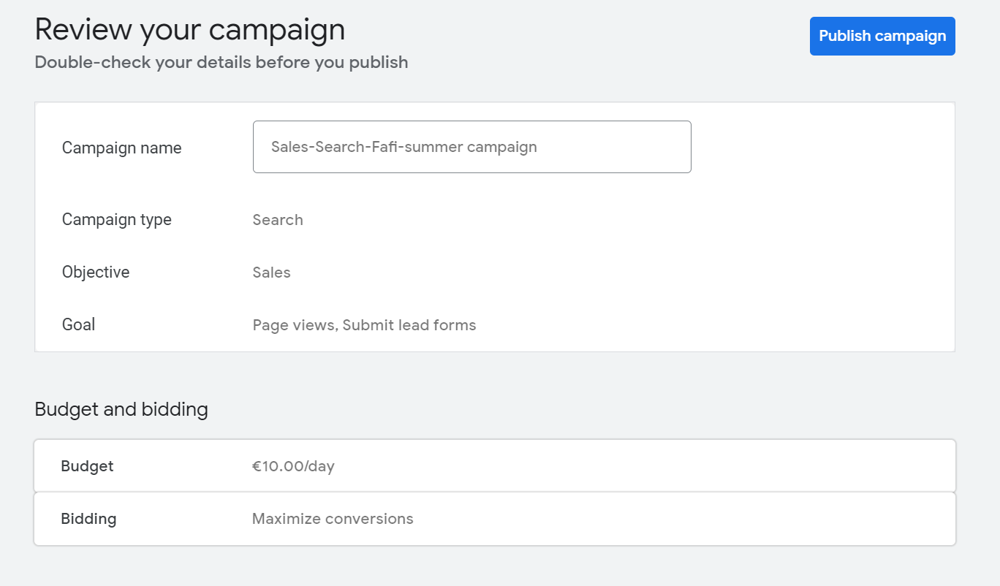 Review your campaign
Publish campaign
Double-check your details before you publish
Campaign name
Sales-Search-Fafi-summer campaign
Campaign type
Search
Objective
Sales
Goal
Page views, Submit lead forms
Budget and bidding
Budget
€10.00/day
Bidding
Maximize conversions